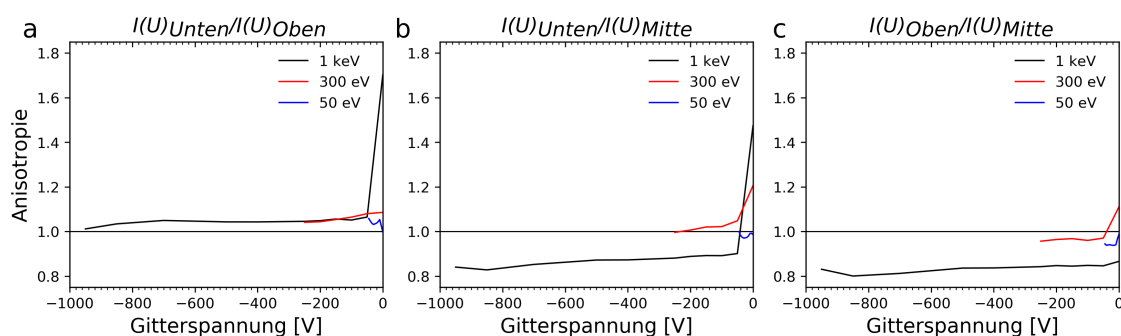 a
I(U)Unten/I(U)Oben
1 keV
300 eV
50 eV
Anisotropie
1.8
1.6
1.4
1.2
1.0
0.8
−1000 −800 −600 −400 −200 0
Gitterspannung [V]
b
I(U)Unten/I(U)Mitte
1 keV
300 eV
50 eV
1.8
1.6
1.4
1.2
1.0
0.8
−1000 −800 −600 −400 −200 0
Gitterspannung [V]
c
I(U)Oben/I(U)Mitte
1 keV
300 eV
50 eV
1.8
1.6
1.4
1.2
1.0
0.8
−1000 −800 −600 −400 −200 0
Gitterspannung [V]